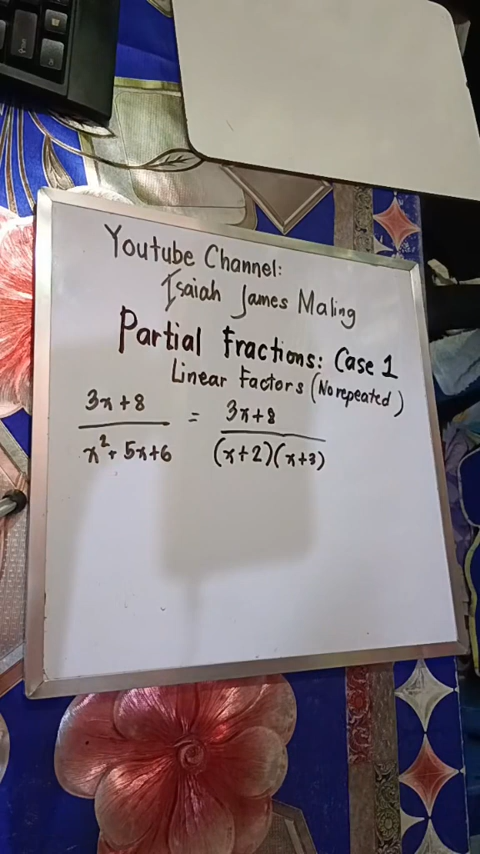 Youtube Channel:
Isaiah James Maling
Partial Fractions: Case 1
Linear Factors (No repeated)
3x+8 / x²+5x+6 = 3x+8 / (x+2)(x+3)